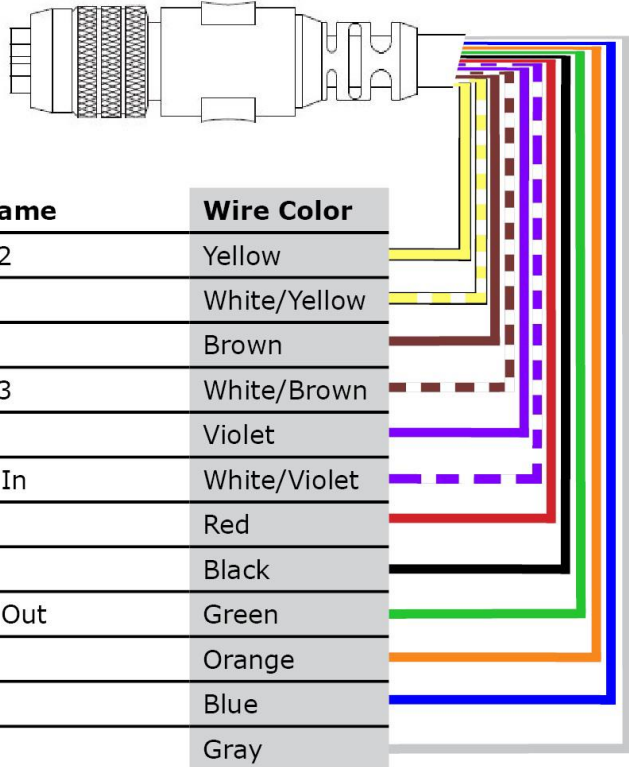 ame Wire Color
2 Yellow
White/Yellow
Brown
3 White/Brown
Violet
In White/Violet
Red
Black
Out Green
Orange
Blue
Gray